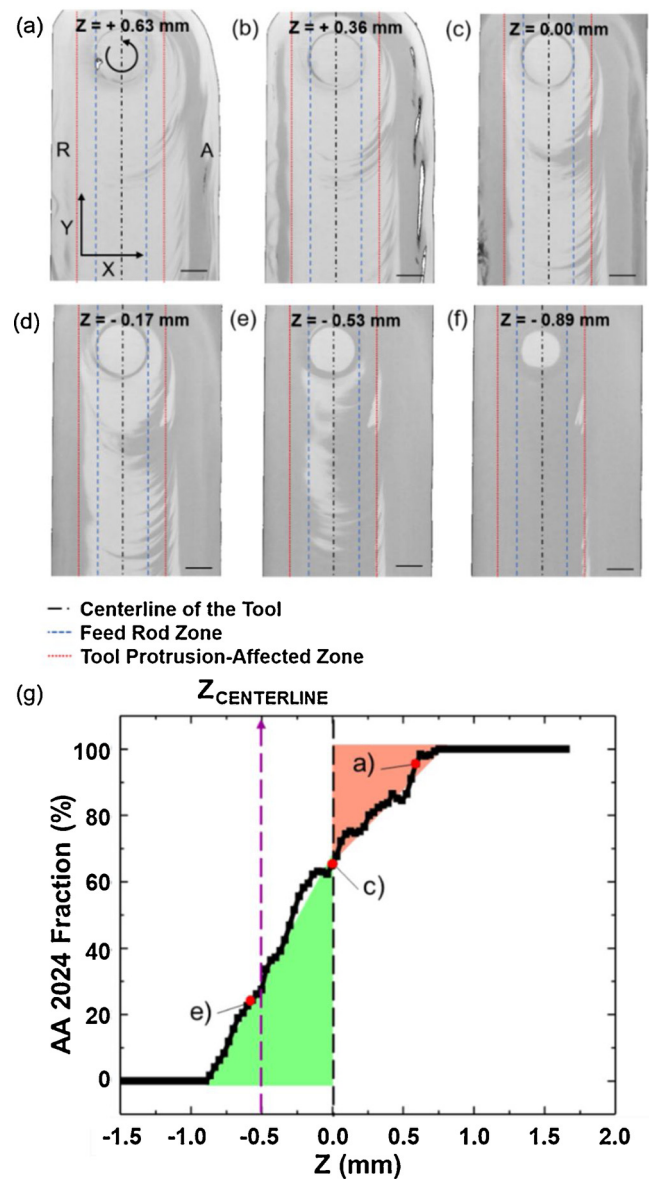 (a)
Z = + 0.63 mm
R
A
Y
X
(b)
Z = + 0.36 mm
(c)
Z = 0.00 mm
(d)
Z = - 0.17 mm
(e)
Z = - 0.53 mm
(f)
Z = - 0.89 mm
Centerline of the Tool
Feed Rod Zone
Tool Protrusion-Affected Zone
(g)
ZCENTERLINE
100
80
60
40
20
0
AA 2024 Fraction (%)
a)
c)
e)
-1.5 -1.0 -0.5 0.0 0.5 1.0 1.5 2.0
Z (mm)